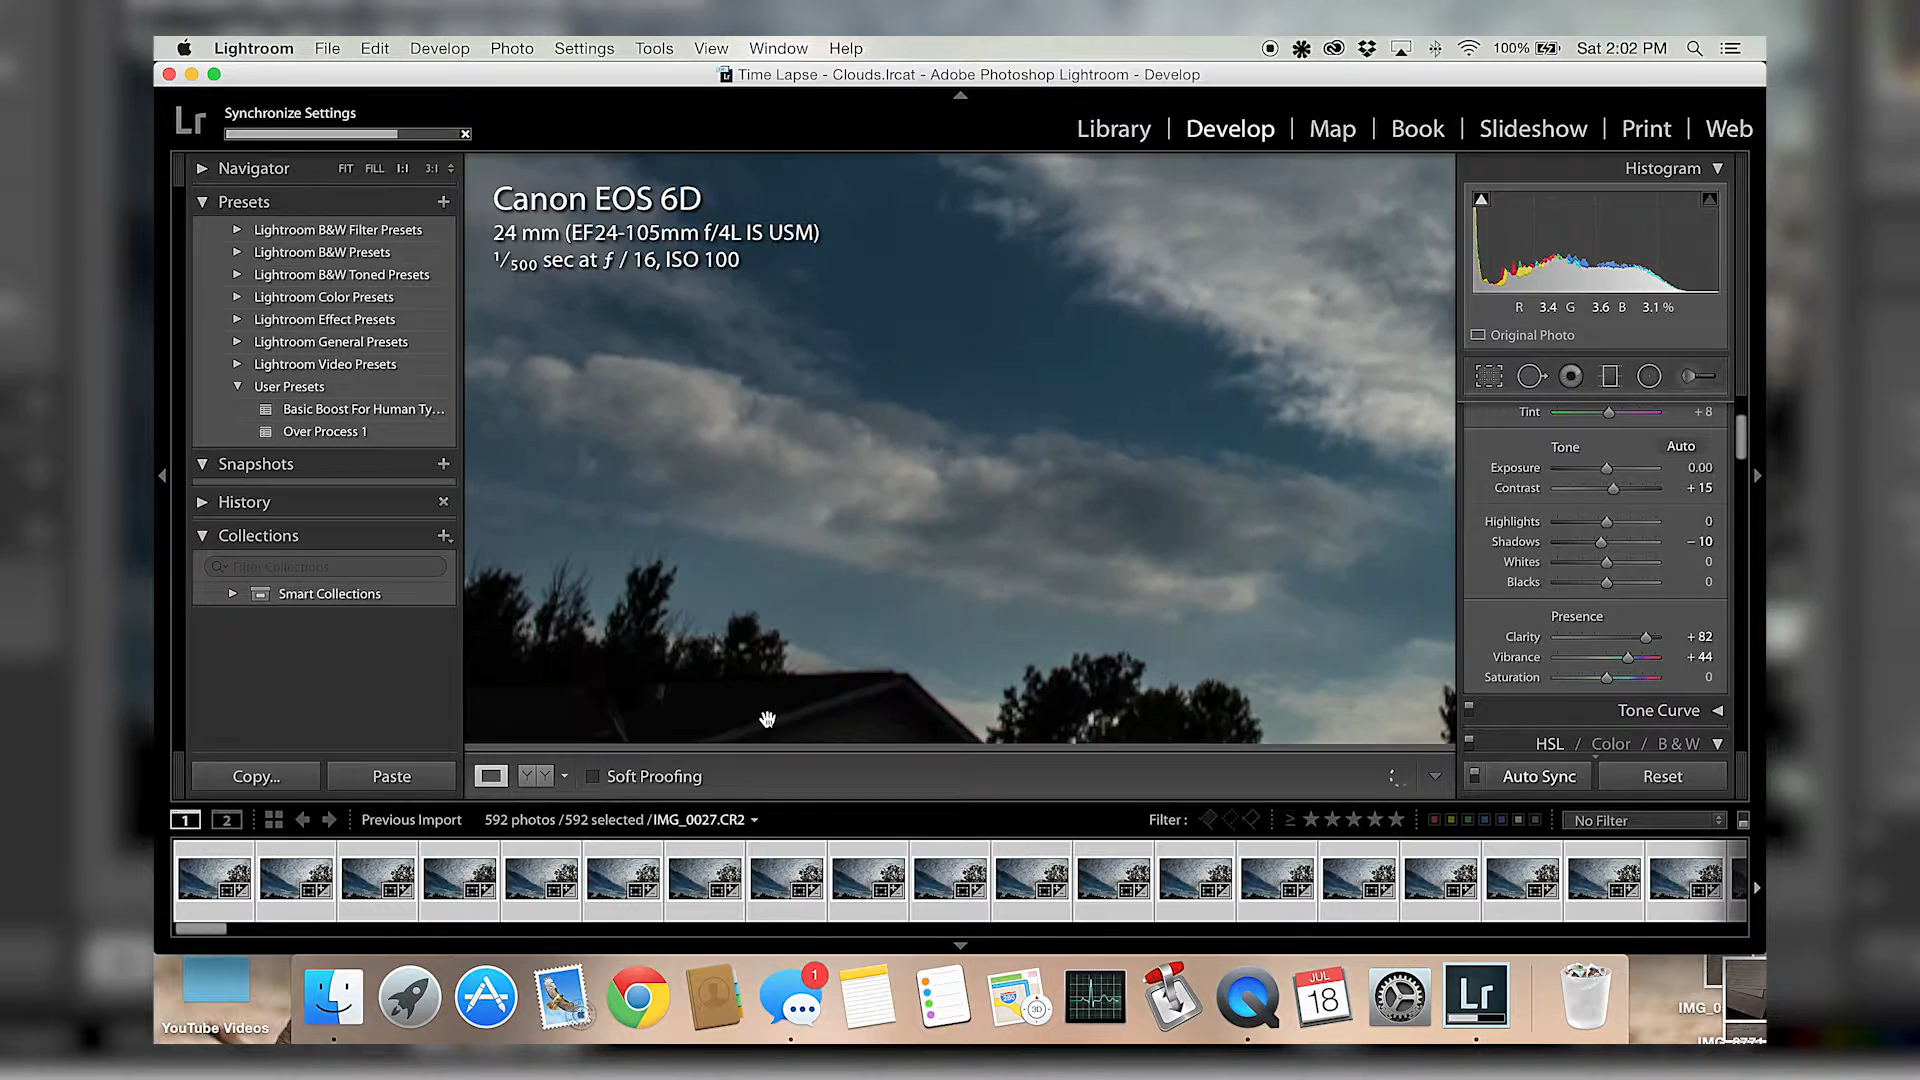 Lightroom File Edit Develop Photo Settings Tools View Window Help 100% Sat 2:02 PM
Time Lapse - Clouds.lrcat - Adobe Photoshop Lightroom - Develop
Lr Synchronize Settings
Library | Develop | Map | Book | Slideshow | Print | Web
Navigator FIT FILL 1:1 3:1
Presets
Lightroom B&W Filter Presets
Lightroom B&W Presets
Lightroom B&W Toned Presets
Lightroom Color Presets
Lightroom Effect Presets
Lightroom General Presets
Lightroom Video Presets
User Presets
Basic Boost For Human Ty...
Over Process 1
Snapshots
History
Collections
Filter Collections
Smart Collections
Copy... Paste
Canon EOS 6D
24 mm (EF24-105mm f/4L IS USM)
1/500 sec at ƒ / 16, ISO 100
Histogram
R 3.4 G 3.6 B 3.1 %
Original Photo
Tint + 8
Tone Auto
Exposure 0.00
Contrast + 15
Highlights 0
Shadows – 10
Whites 0
Blacks 0
Presence
Clarity + 82
Vibrance + 44
Saturation 0
Tone Curve
HSL / Color / B & W
Auto Sync Reset
YY Soft Proofing
1 2 Previous Import 592 photos /592 selected /IMG_0027.CR2 Filter : ≥ No Filter
1
3D
JUL
18
Lr
YouTube Videos
IMG_0